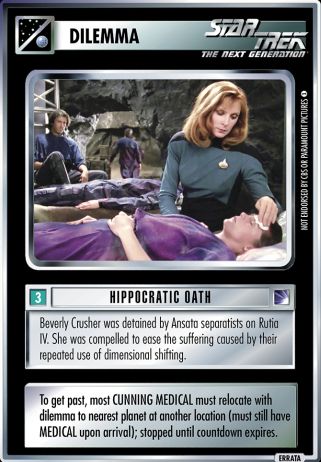 DILEMMA
STAR TREK
THE NEXT GENERATION
NOT ENDORSED BY CBS OR PARAMOUNT PICTURES
3
HIPPOCRATIC OATH
Beverly Crusher was detained by Ansata separatists on Rutia
IV. She was compelled to ease the suffering caused by their
repeated use of dimensional shifting.
To get past, most CUNNING MEDICAL must relocate with
dilemma to nearest planet at another location (must still have
MEDICAL upon arrival); stopped until countdown expires.
ERRATA